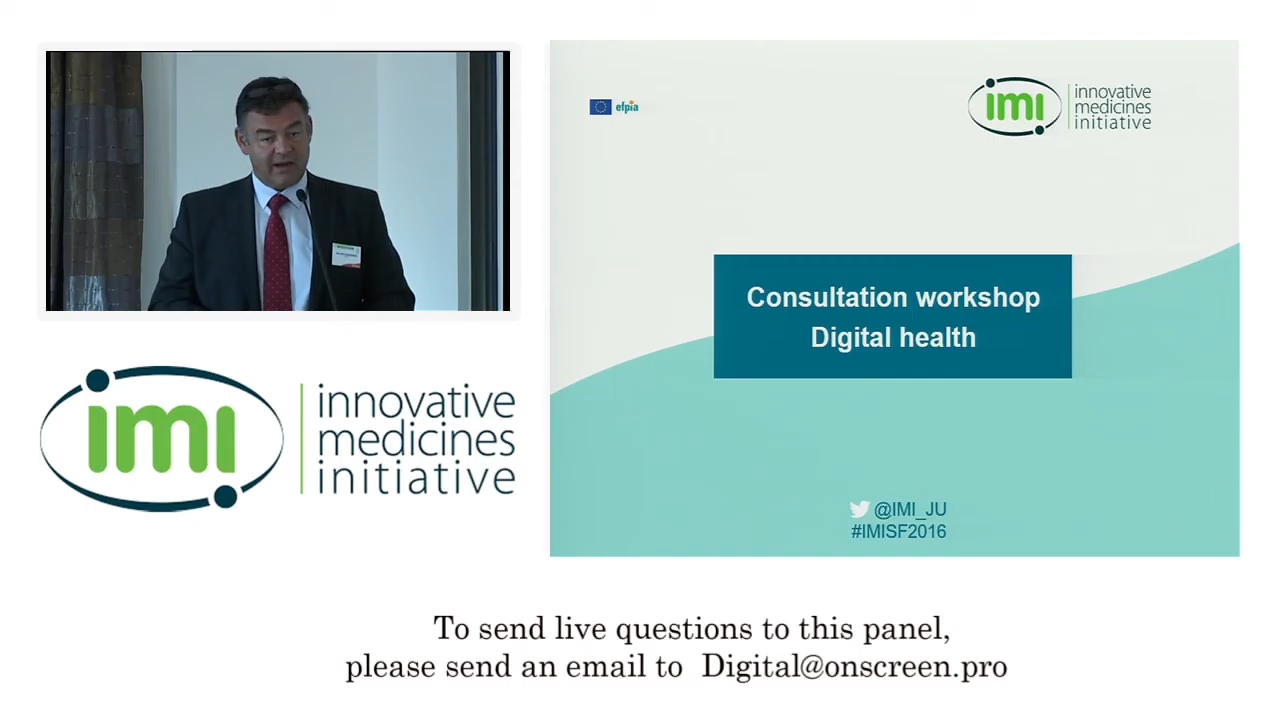 efpia
imi
innovative
medicines
initiative
Consultation workshop
Digital health
@IMI_JU
#IMISF2016
imi
innovative
medicines
initiative
To send live questions to this panel,
please send an email to Digital@onscreen.pro